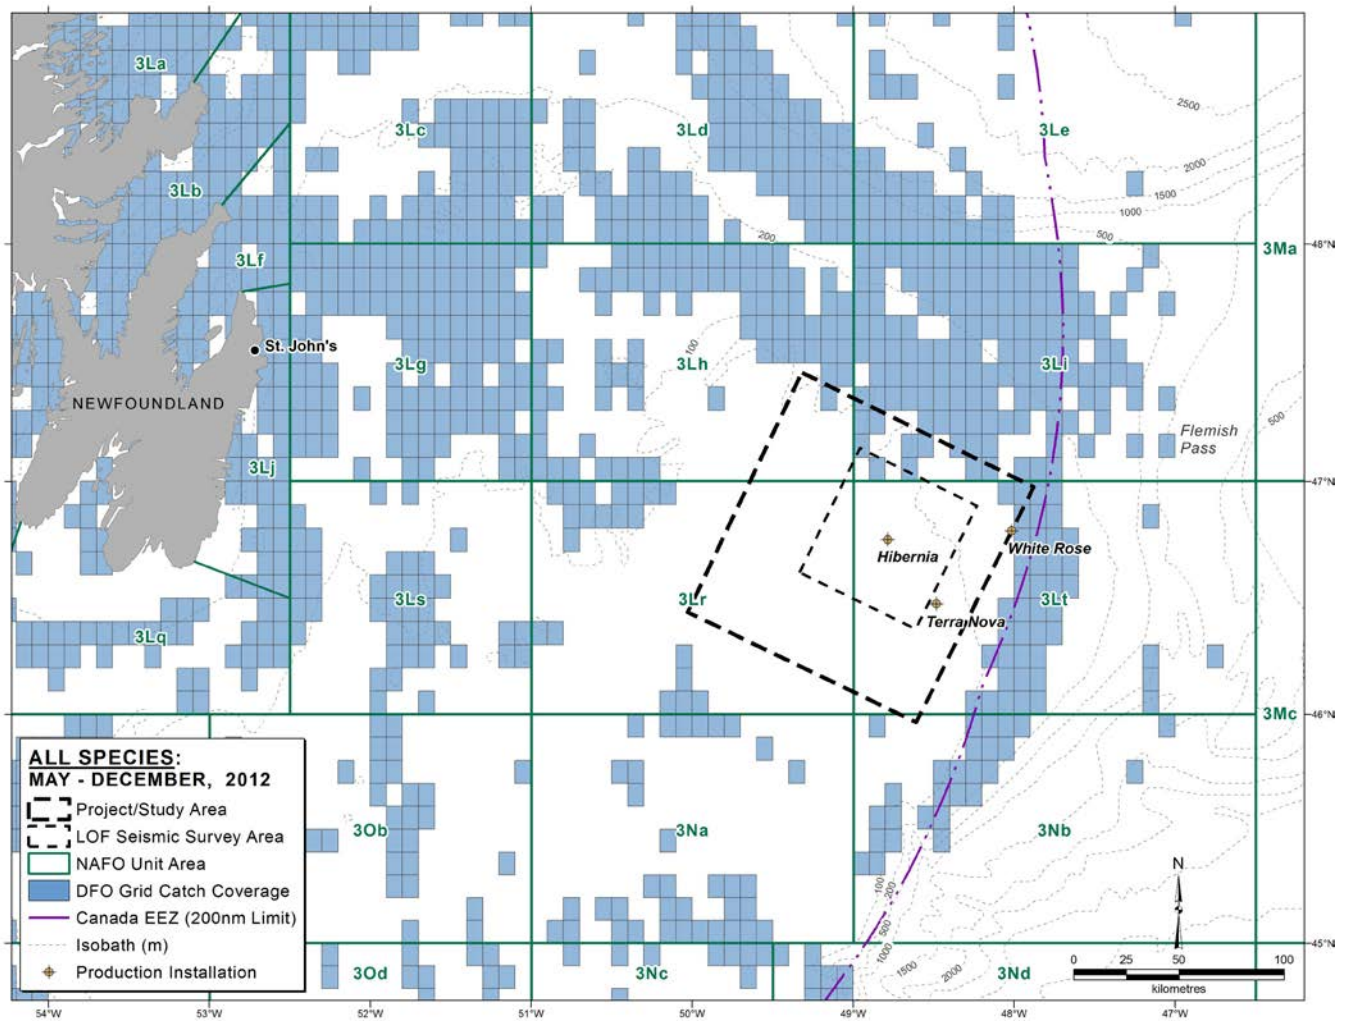 3La
2500
3Lc
3Ld
3Le
2000
3Lb
1500
1000
200
500
48°N
3Ma
3Lf
St. John's
100
3Lg
3Lh
3Li
NEWFOUNDLAND
500
Flemish
Pass
3Lj
47°N
Hibernia
White Rose
3Ls
3Lr
3Lt
Terra Nova
3Lq
46°N
3Mc
ALL SPECIES:
MAY - DECEMBER, 2012
Project/Study Area
LOF Seismic Survey Area
NAFO Unit Area
DFO Grid Catch Coverage
Canada EEZ (200nm Limit)
Isobath (m)
Production Installation
3Ob
3Na
3Nb
N
100
200
500
1000
1500
2000
45°N
3Od
3Nc
3Nd
0 25 50 100
kilometres
54°W 53°W 52°W 51°W 50°W 49°W 48°W 47°W